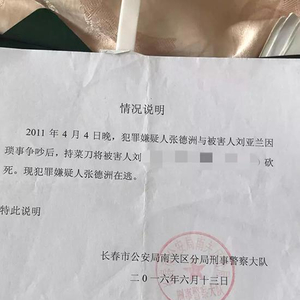 情况说明
2011年4月4日晚，犯罪嫌疑人张德洲与被害人刘亚兰因
琐事争吵后，持菜刀将被害人刘 砍
死。现犯罪嫌疑人张德洲在逃。
特此说明
长春市公安局南关区分局刑事警察大队
二〇一六年六月十三日